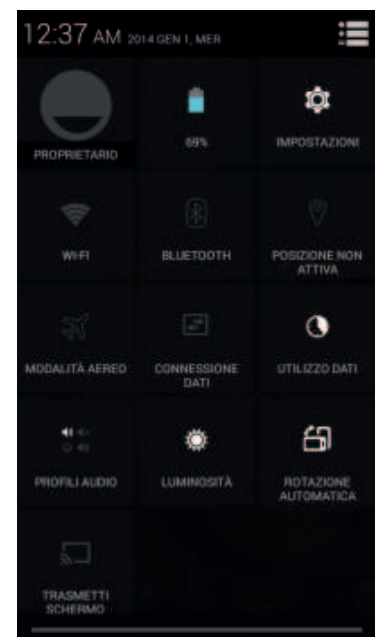 12:37 AM 2014 GEN 1, MER
PROPRIETARIO
69%
IMPOSTAZIONI
WI-FI
BLUETOOTH
POSIZIONE NON
ATTIVA
MODALITÀ AEREO
CONNESSIONE
DATI
UTILIZZO DATI
PROFILI AUDIO
LUMINOSITÀ
ROTAZIONE
AUTOMATICA
TRASMETTI
SCHERMO